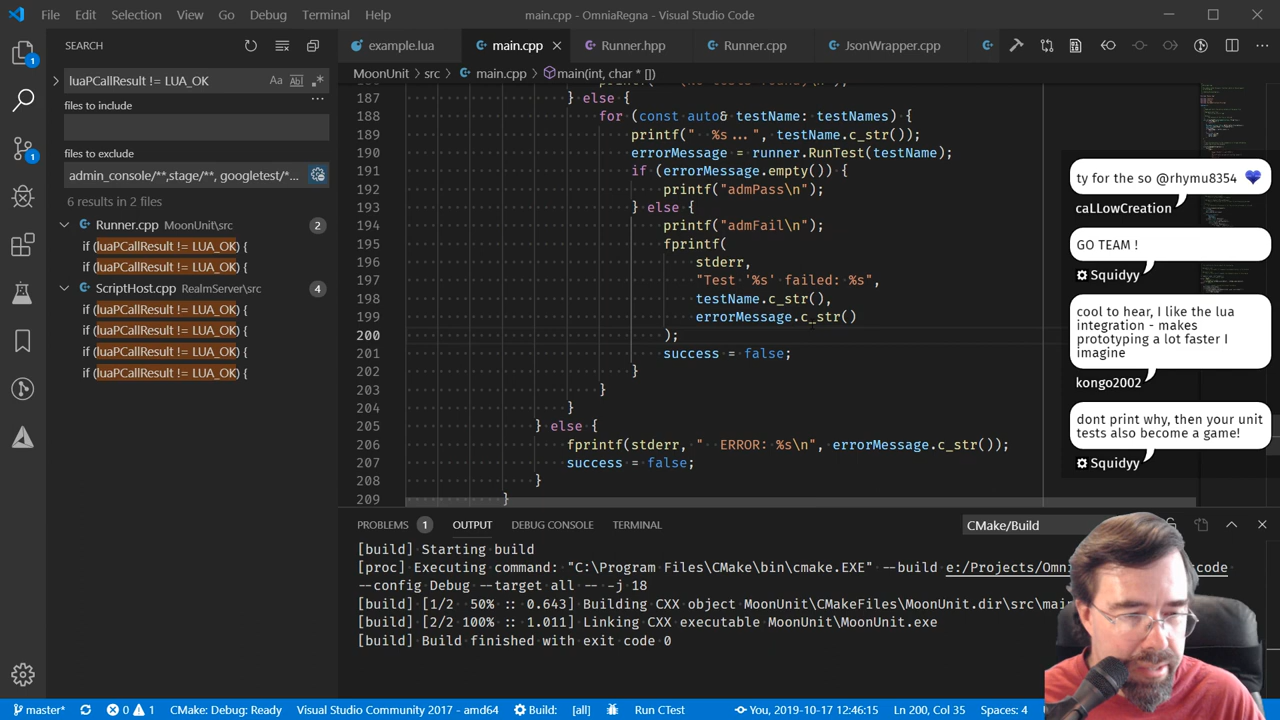 File Edit Selection View Go Debug Terminal Help main.cpp - OmniaRegna - Visual Studio Code
SEARCH
example.lua main.cpp Runner.hpp Runner.cpp JsonWrapper.cpp
luaPCallResult != LUA_OK
MoonUnit > src > main.cpp > main(int, char * [])
files to include
files to exclude
admin_console/**,stage/**, googletest/*...
6 results in 2 files
Runner.cpp MoonUnit\src 2
if (luaPCallResult != LUA_OK) {
if (luaPCallResult != LUA_OK) {
ScriptHost.cpp RealmServer\src 4
if (luaPCallResult != LUA_OK) {
if (luaPCallResult != LUA_OK) {
if (luaPCallResult != LUA_OK) {
if (luaPCallResult != LUA_OK) {
187 } else {
188 for (const auto& testName: testNames) {
189 printf("  %s...", testName.c_str());
190 errorMessage = runner.RunTest(testName);
191 if (errorMessage.empty()) {
192 printf("admPass\n");
193 } else {
194 printf("admFail\n");
195 fprintf(
196 stderr,
197 "Test '%s' failed: %s",
198 testName.c_str(),
199 errorMessage.c_str()
200 );
201 success = false;
202 }
203 }
204 }
205 } else {
206 fprintf(stderr, "  ERROR: %s\n", errorMessage.c_str());
207 success = false;
208 }
209 }
ty for the so @rhymu8354
caLLowCreation
GO TEAM !
Squidyy
cool to hear, I like the lua
integration - makes
prototyping a lot faster I
imagine
kongo2002
dont print why, then your unit
tests also become a game!
Squidyy
PROBLEMS 1 OUTPUT DEBUG CONSOLE TERMINAL CMake/Build
[build] Starting build
[proc] Executing command: "C:\Program Files\CMake\bin\cmake.EXE" --build e:/Projects/Omn
--config Debug --target all -- -j 18
[build] [1/2  50% :: 0.643] Building CXX object MoonUnit\CMakeFiles\MoonUnit.dir\src\mai
[build] [2/2 100% :: 1.011] Linking CXX executable MoonUnit\MoonUnit.exe
[build] Build finished with exit code 0
master* 0 1 CMake: Debug: Ready Visual Studio Community 2017 - amd64 Build: [all] Run CTest You, 2019-10-17 12:46:15 Ln 200, Col 35 Spaces: 4